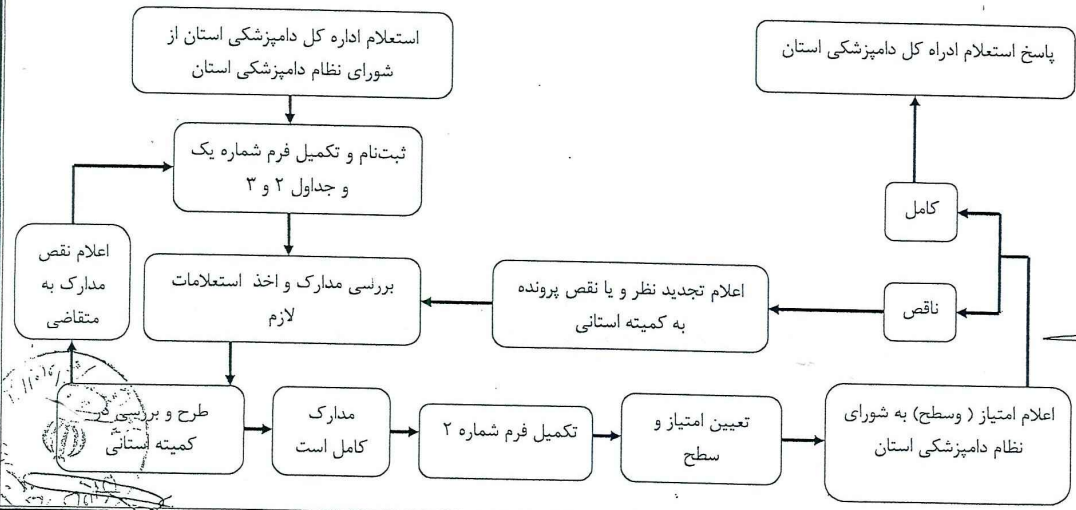 استعلام اداره کل دامپزشکی استان از
شورای نظام دامپزشکی استان
پاسخ استعلام ادراه کل دامپزشکی استان
ثبت‌نام و تکمیل فرم شماره یک
و جداول ۲ و ۳
کامل
اعلام نقص
مدارک به
متقاضی
بررسی مدارک و اخذ استعلامات
لازم
اعلام تجدید نظر و یا نقص پرونده
به کمیته استانی
ناقص
طرح و بررسی در
کمیته استانی
مدارک
کامل است
تکمیل فرم شماره ۲
تعیین امتیاز و
سطح
اعلام امتیاز ( وسطح) به شورای
نظام دامپزشکی استان